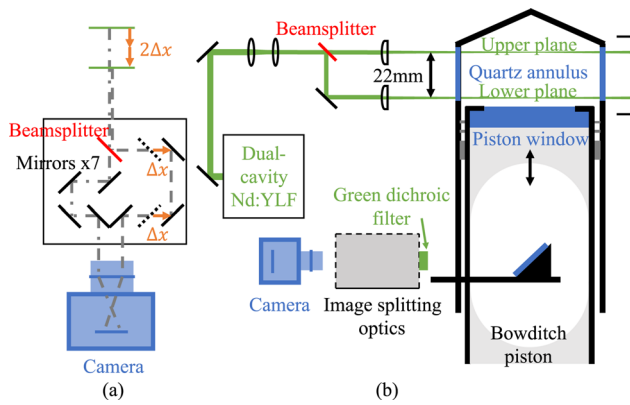 2Δx
Beamsplitter
Mirrors x7
Δx
Δx
Camera
(a)
Beamsplitter
22mm
Upper plane
Quartz annulus
Lower plane
Piston window
Dual-
cavity
Nd:YLF
Green dichroic
filter
Camera
Image splitting
optics
Bowditch
piston
(b)